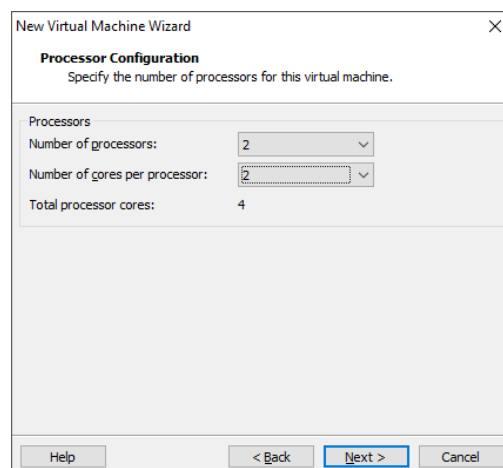 New Virtual Machine Wizard
Processor Configuration
Specify the number of processors for this virtual machine.
Processors
Number of processors: 2
Number of cores per processor: 2
Total processor cores: 4
Help < Back Next > Cancel